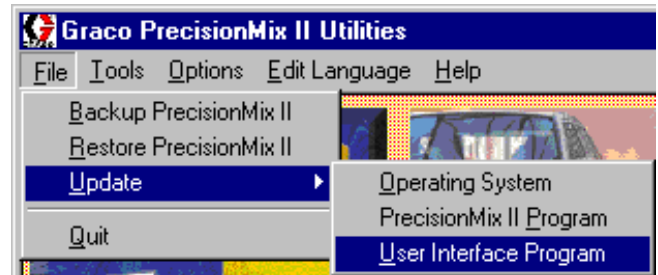 Graco PrecisionMix II Utilities
File Tools Options Edit Language Help
Backup PrecisionMix II
Restore PrecisionMix II
Update
Quit
Operating System
PrecisionMix II Program
User Interface Program